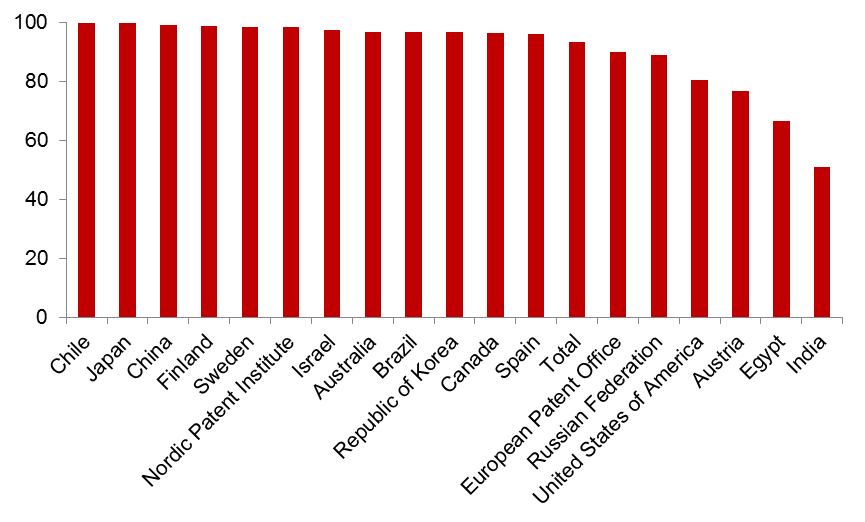 100
80
60
40
20
0
Chile
Japan
China
Finland
Sweden
Nordic Patent Institute
Israel
Australia
Brazil
Republic of Korea
Canada
Spain
Total
European Patent Office
Russian Federation
United States of America
Austria
Egypt
India